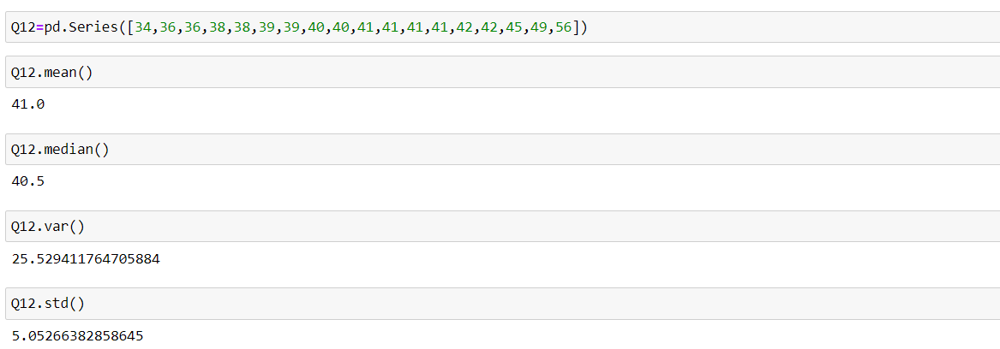 Q12=pd.Series([34,36,36,38,38,39,39,40,40,41,41,41,41,42,42,45,49,56])
Q12.mean()
41.0
Q12.median()
40.5
Q12.var()
25.529411764705884
Q12.std()
5.05266382858645